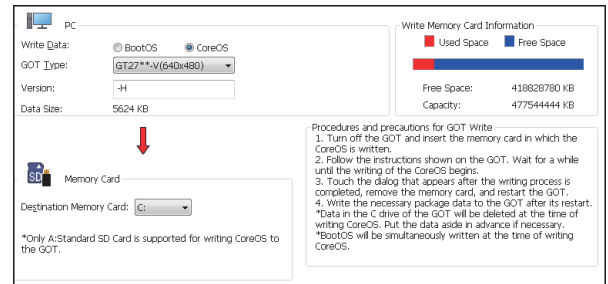 PC
Write Data:
BootOS
CoreOS
GOT Type:
GT27**-V(640x480)
Version:
-H
Data Size:
5624 KB
Write Memory Card Information
Used Space
Free Space
Free Space:
418828780 KB
Capacity:
477544444 KB
SD
Memory Card
Destination Memory Card:
C:
*Only A:Standard SD Card is supported for writing CoreOS to
the GOT.
Procedures and precautions for GOT Write
1. Turn off the GOT and insert the memory card in which the
CoreOS is written.
2. Follow the instructions shown on the GOT. Wait for a while
until the writing of the CoreOS begins.
3. Touch the dialog that appears after the writing process is
completed, remove the memory card, and restart the GOT.
4. Write the necessary package data to the GOT after its restart.
*Data in the C drive of the GOT will be deleted at the time of
writing CoreOS. Put the data aside in advance if necessary.
*BootOS will be simultaneously written at the time of writing
CoreOS.